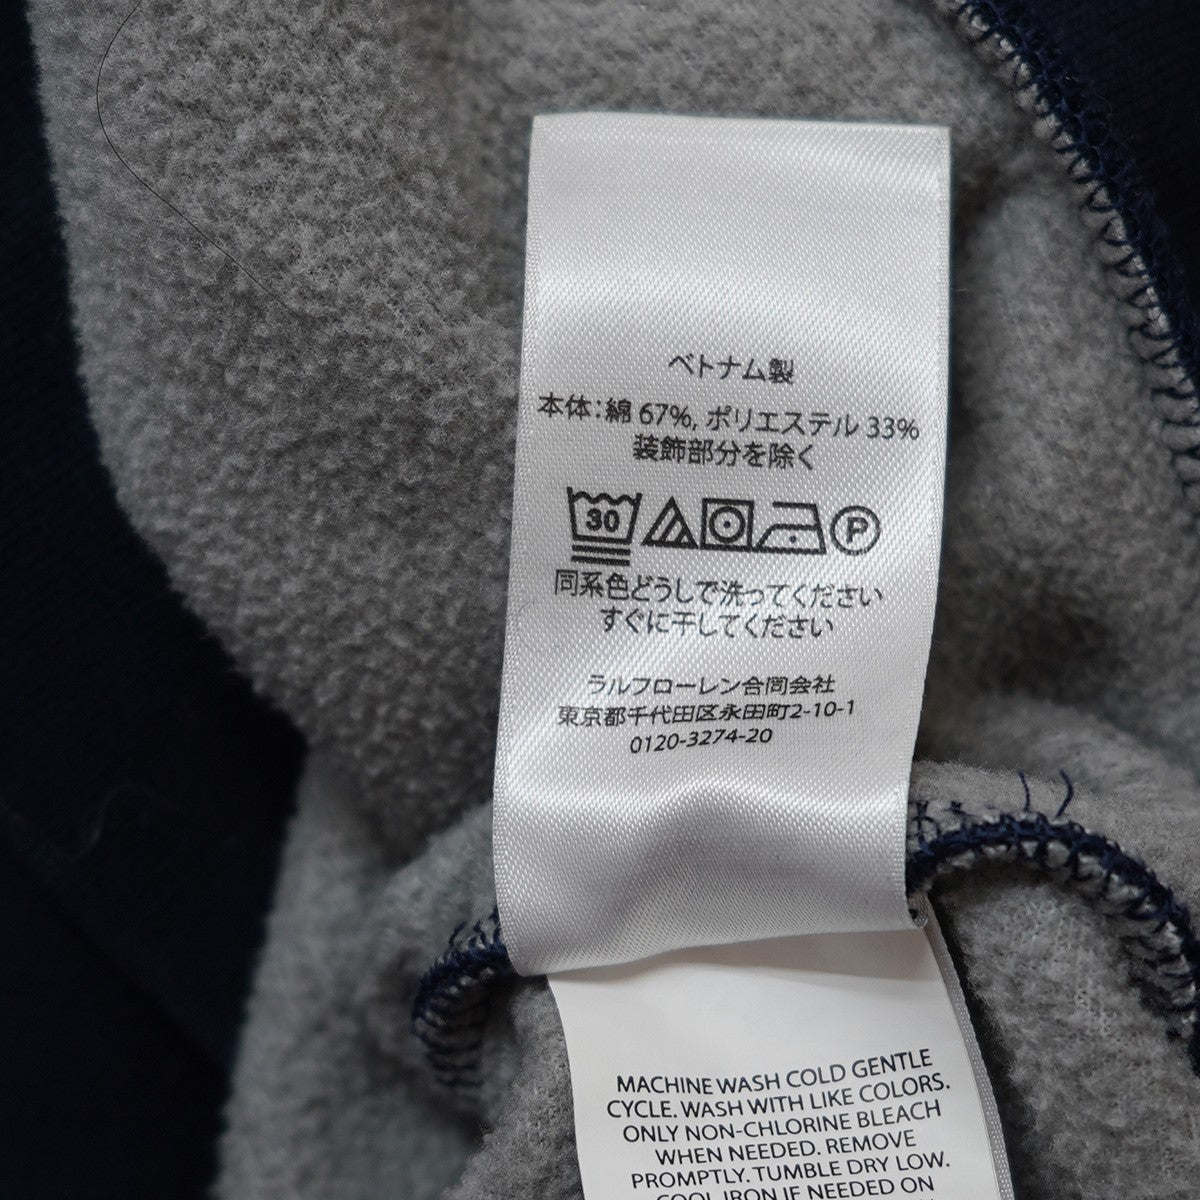 ベトナム製
本体：綿 67%, ポリエステル 33%
装飾部分を除く
30 P
同系色どうしで洗ってください
すぐに干してください
ラルフローレン合同会社
東京都千代田区永田町2-10-1
0120-3274-20
MACHINE WASH COLD GENTLE
CYCLE. WASH WITH LIKE COLORS.
ONLY NON-CHLORINE BLEACH
WHEN NEEDED. REMOVE
PROMPTLY. TUMBLE DRY LOW.
COOL IRON IF NEEDED ON